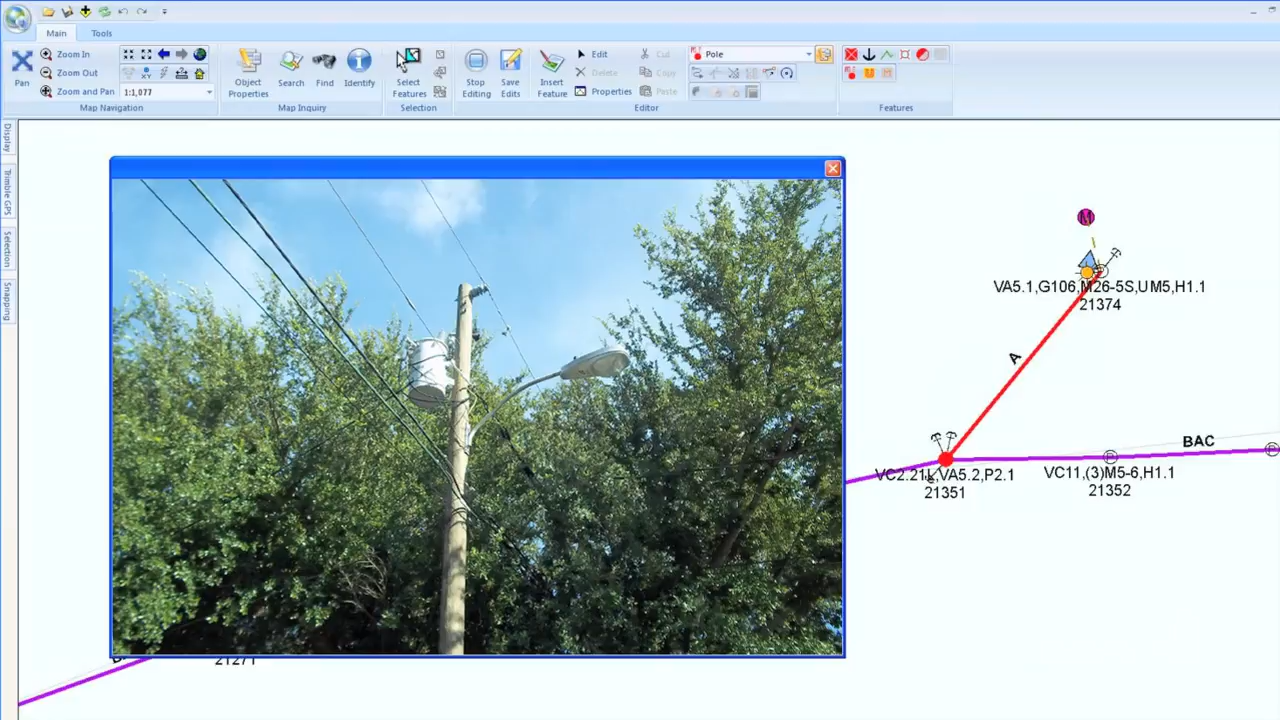 Main Tools
Pan
Zoom In
Zoom Out
Zoom and Pan
1:1,077
Map Navigation
Object Properties
Search
Find
Identify
Map Inquiry
Select Features
Selection
Stop Editing
Save Edits
Insert Feature
Edit
Delete
Properties
Cut
Copy
Paste
Pole
Editor
Features
Display
Trimble GPS
Selection
Snapping
M
VA5.1,G106,M26-5S,UM5,H1.1
21374
A
BAC
VC2.21L,VA5.2,P2.1
21351
VC11,(3)M5-6,H1.1
21352
21271